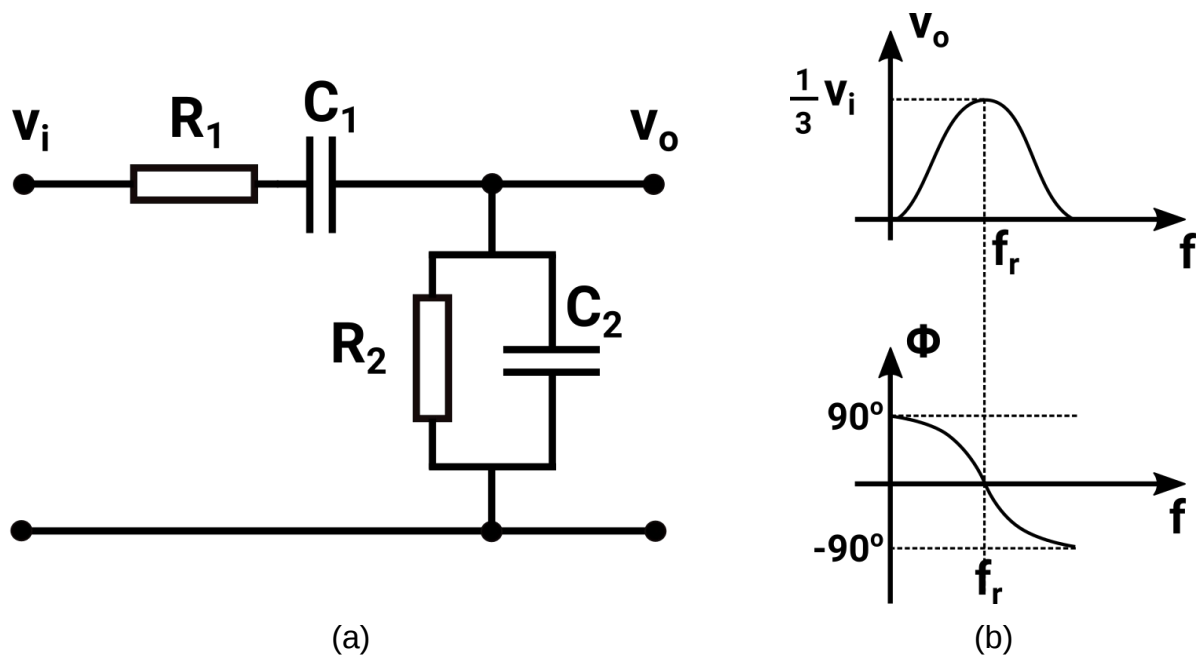 vᵢ
R₁
C₁
vₒ
R₂
C₂
(a)
vₒ
1/3 vᵢ
fᵣ
f
Φ
90º
f
-90º
fᵣ
(b)